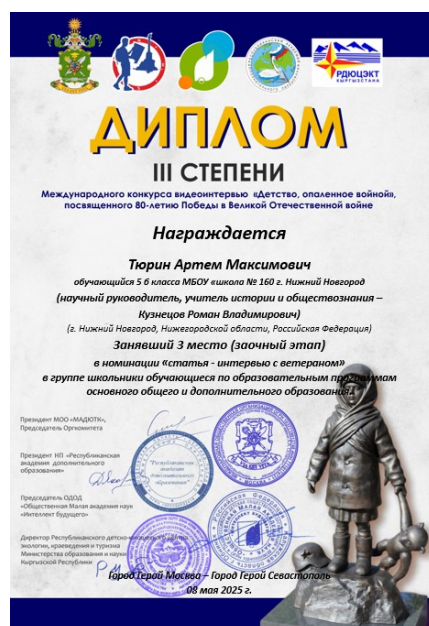 РДЮЦЭКТ
КЫРГЫЗСТАНА
ДИПЛОМ
III СТЕПЕНИ
Международного конкурса видеоинтервью «Детство, опаленное войной»,
посвященного 80-летию Победы в Великой Отечественной войне
Награждается
Тюрин Артем Максимович
обучающийся 5 б класса МБОУ «школа № 160 г. Нижний Новгород
(научный руководитель, учитель истории и обществознания –
Кузнецов Роман Владимирович)
(г. Нижний Новгород, Нижегородской области, Российская Федерация)
Занявший 3 место (заочный этап)
в номинации «статья - интервью с ветераном»
в группе школьники обучающиеся по образовательным программам
основного общего и дополнительного образования.
Президент МОО «МАДЮТК»,
Председатель Оргкомитета
Президент НП «Республиканская
академия дополнительного
образования»
"Республиканская
академия
дополнительного
образования"
Председатель ОДОД
«Общественная Малая академия наук
«Интеллект будущего»
Директор Республиканского
экологии, краеведения и туризма
Министерства образования и науки
Кыргызской Республики
Город Герой Москва – Город Герой Севастополь
08 мая 2025 г.